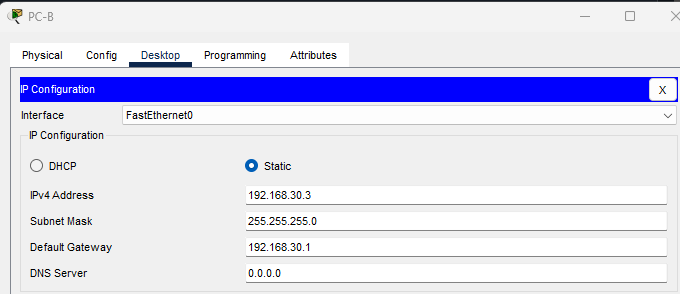 PC-B
Physical Config Desktop Programming Attributes
IP Configuration X
Interface FastEthernet0
IP Configuration
DHCP Static
IPv4 Address 192.168.30.3
Subnet Mask 255.255.255.0
Default Gateway 192.168.30.1
DNS Server 0.0.0.0